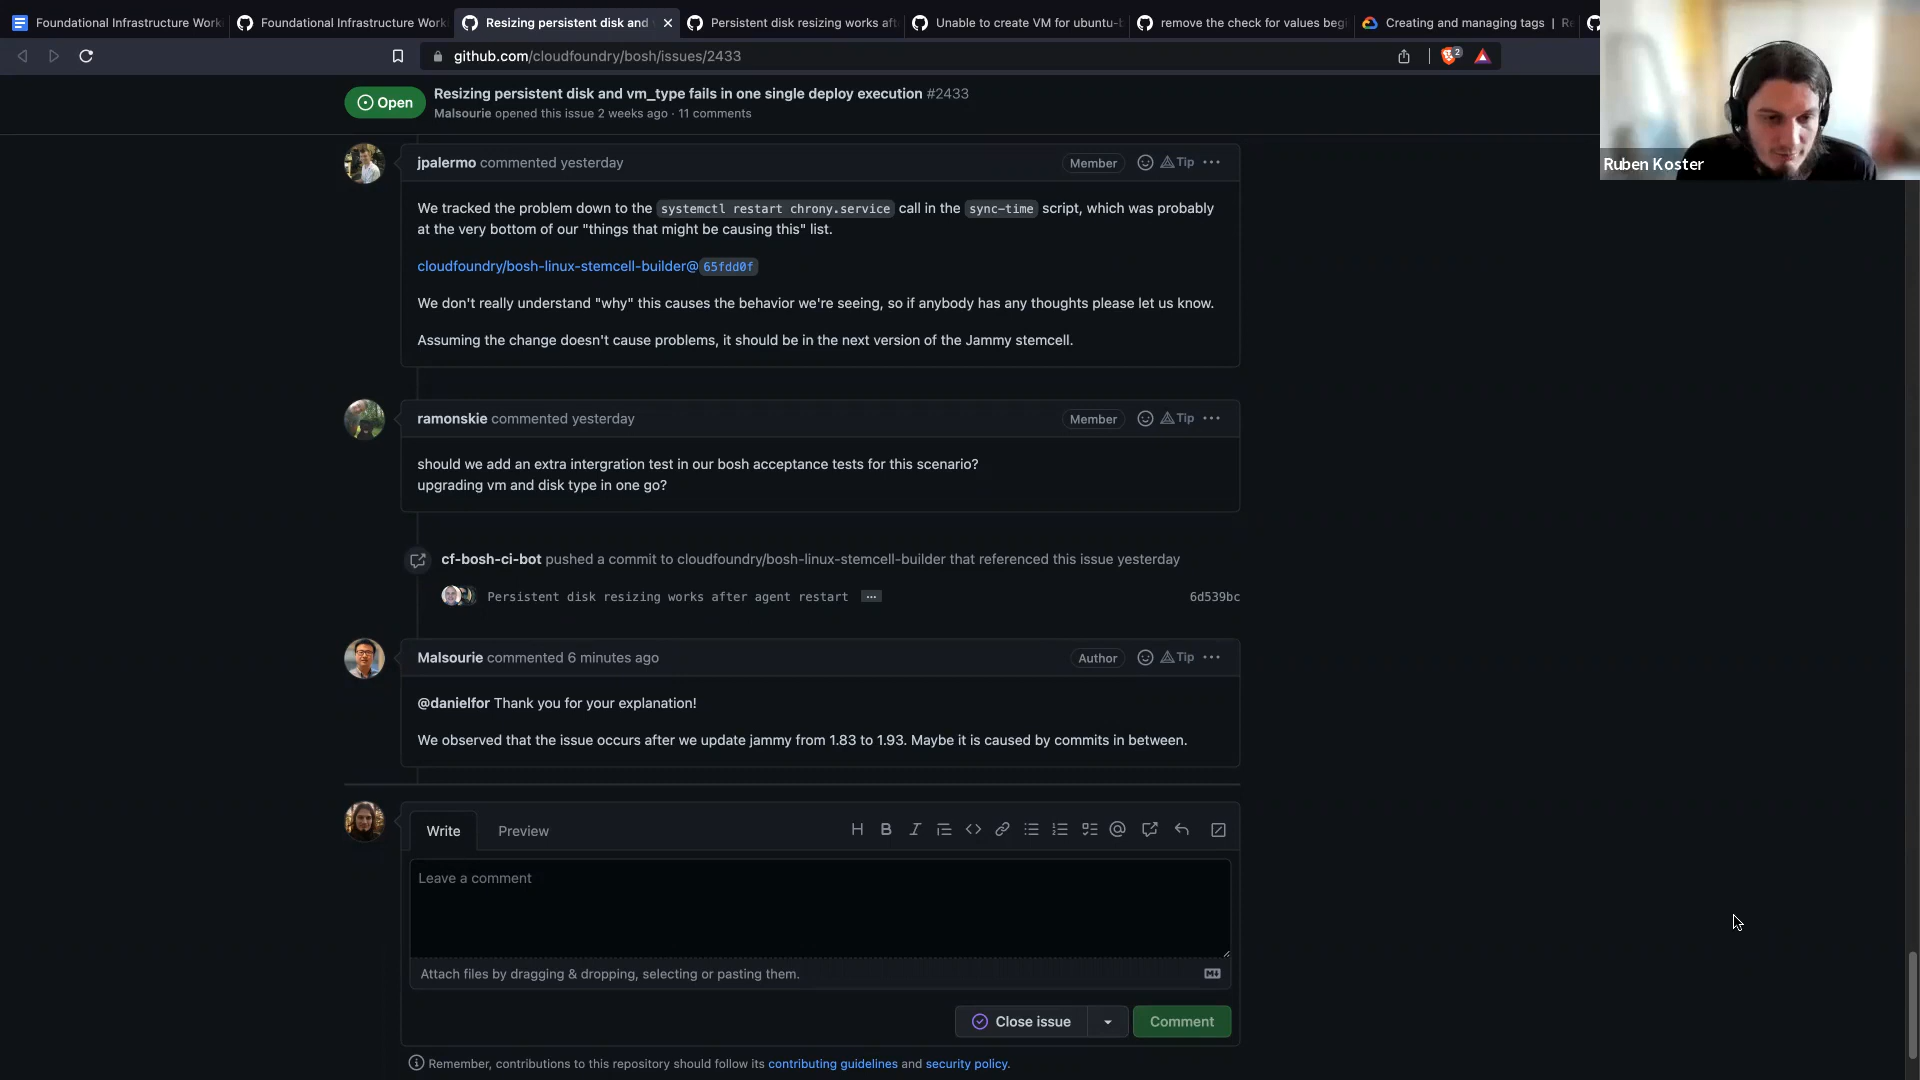 Foundational Infrastructure Work
Foundational Infrastructure Work
Resizing persistent disk and
Persistent disk resizing works aft
Unable to create VM for ubuntu-b
remove the check for values beg
Creating and managing tags | Re
github.com/cloudfoundry/bosh/issues/2433
2
Open
Resizing persistent disk and vm_type fails in one single deploy execution #2433
Malsourie opened this issue 2 weeks ago · 11 comments
Ruben Koster
jpalermo commented yesterday
Member
Tip
We tracked the problem down to the systemctl restart chrony.service call in the sync-time script, which was probably
at the very bottom of our "things that might be causing this" list.
cloudfoundry/bosh-linux-stemcell-builder@65fdd0f
We don't really understand "why" this causes the behavior we're seeing, so if anybody has any thoughts please let us know.
Assuming the change doesn't cause problems, it should be in the next version of the Jammy stemcell.
ramonskie commented yesterday
Member
Tip
should we add an extra intergration test in our bosh acceptance tests for this scenario?
upgrading vm and disk type in one go?
cf-bosh-ci-bot pushed a commit to cloudfoundry/bosh-linux-stemcell-builder that referenced this issue yesterday
Persistent disk resizing works after agent restart ... 6d539bc
Malsourie commented 6 minutes ago
Author
Tip
@danielfor Thank you for your explanation!
We observed that the issue occurs after we update jammy from 1.83 to 1.93. Maybe it is caused by commits in between.
Write
Preview
Leave a comment
Attach files by dragging & dropping, selecting or pasting them.
Close issue
Comment
Remember, contributions to this repository should follow its contributing guidelines and security policy.